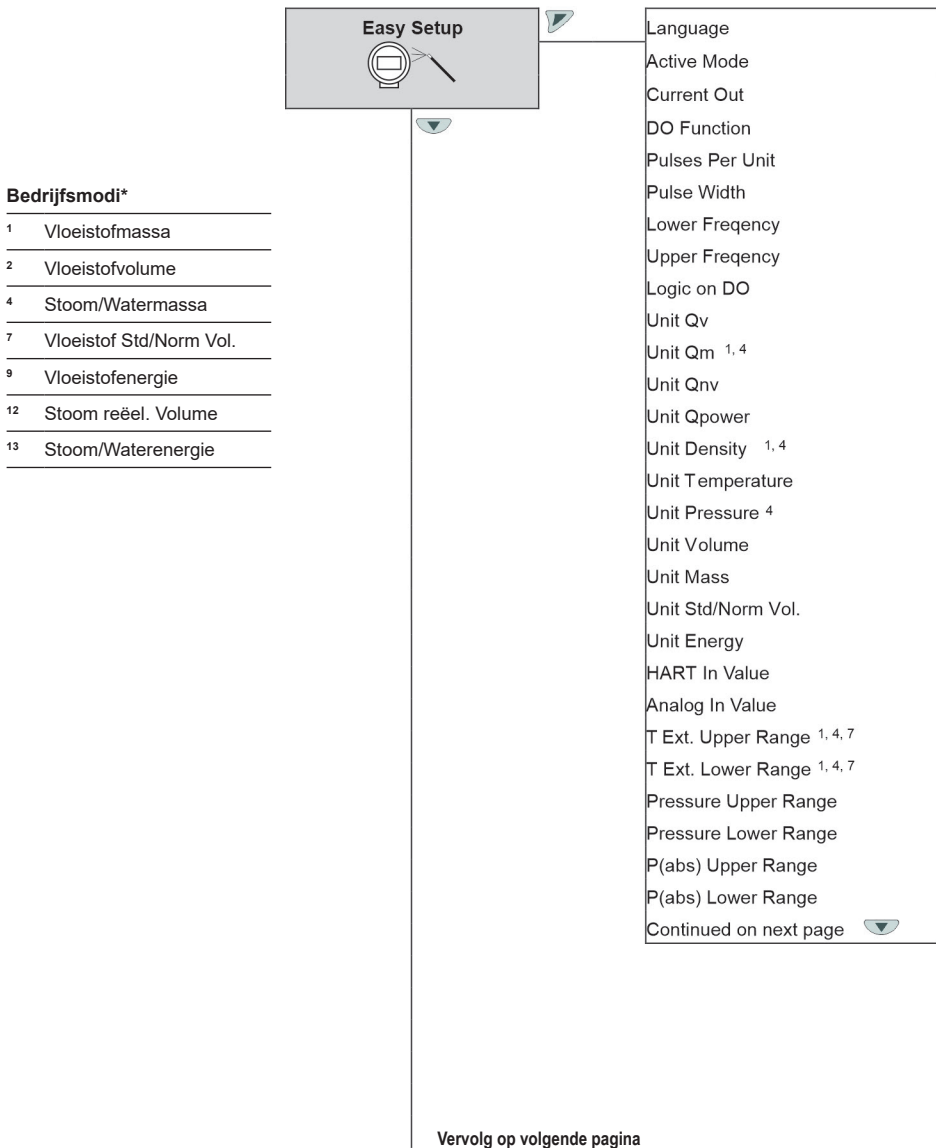 Easy Setup
Language
Active Mode
Current Out
DO Function
Pulses Per Unit
Pulse Width
Lower Freqency
Upper Freqency
Logic on DO
Unit Qv
Unit Qm 1, 4
Unit Qnv
Unit Qpower
Unit Density 1, 4
Unit Temperature
Unit Pressure 4
Unit Volume
Unit Mass
Unit Std/Norm Vol.
Unit Energy
HART In Value
Analog In Value
T Ext. Upper Range 1, 4, 7
T Ext. Lower Range 1, 4, 7
Pressure Upper Range
Pressure Lower Range
P(abs) Upper Range
P(abs) Lower Range
Continued on next page
Bedrijfsmodi*
1 Vloeistofmassa
2 Vloeistofvolume
4 Stoom/Watermassa
7 Vloeistof Std/Norm Vol.
9 Vloeistofenergie
12 Stoom reëel. Volume
13 Stoom/Waterenergie
Vervolg op volgende pagina